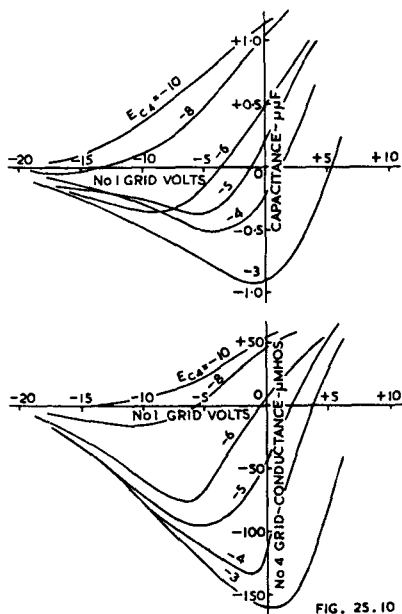 +1.0
Ec4=-10
-8
+0.5
-6
CAPACITANCE-µµF
-20 -15 -10 -5 0 +5 +10
No 1 GRID VOLTS
-5
-4
-0.5
-3
-1.0
+50
Ec4=-10
-8
-20 -15 -10 -5 0 +5 +10
No 1 GRID VOLTS
-6
No 4 GRID-CONDUCTANCE-µMHOS
-50
-5
-100
-4
-3
-150
FIG. 25.10